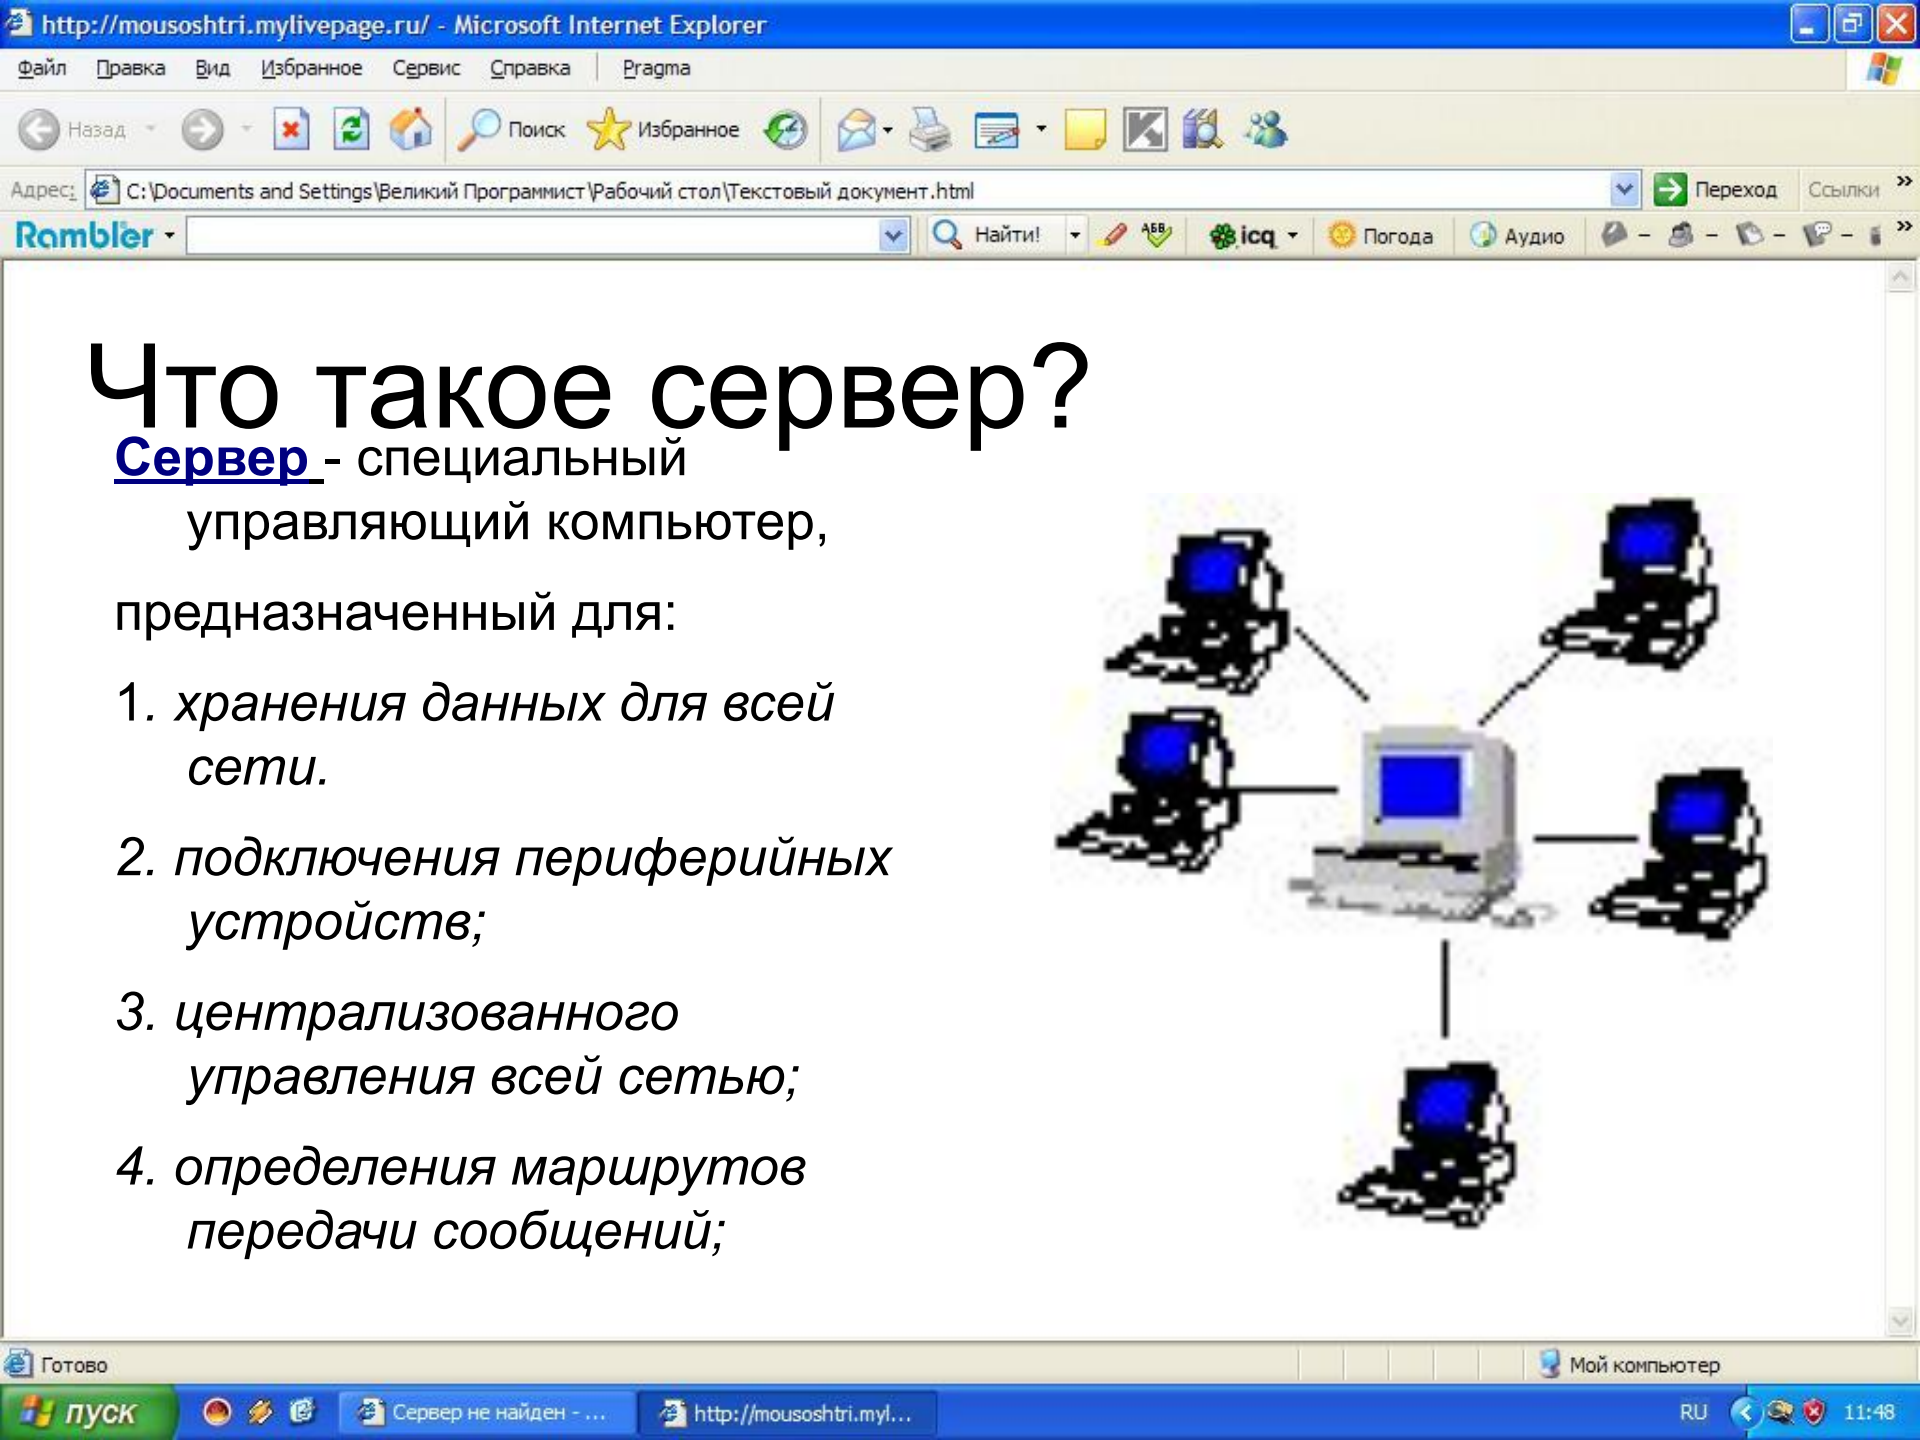 http://mousoshtri.mylivepage.ru/ - Microsoft Internet Explorer
Файл Правка Вид Избранное Сервис Справка Pragma
Назад Поиск Избранное
Адрес: C:\Documents and Settings\Великий Программист\Рабочий стол\Текстовый документ.html Переход Ссылки »
Rambler Найти! АБВ icq Погода Аудио »
Что такое сервер?
Сервер - специальный
управляющий компьютер,
предназначенный для:
1. хранения данных для всей
сети.
2. подключения периферийных
устройств;
3. централизованного
управления всей сетью;
4. определения маршрутов
передачи сообщений;
Готово Мой компьютер
пуск Сервер не найден - ... http://mousoshtri.myl... RU 11:48